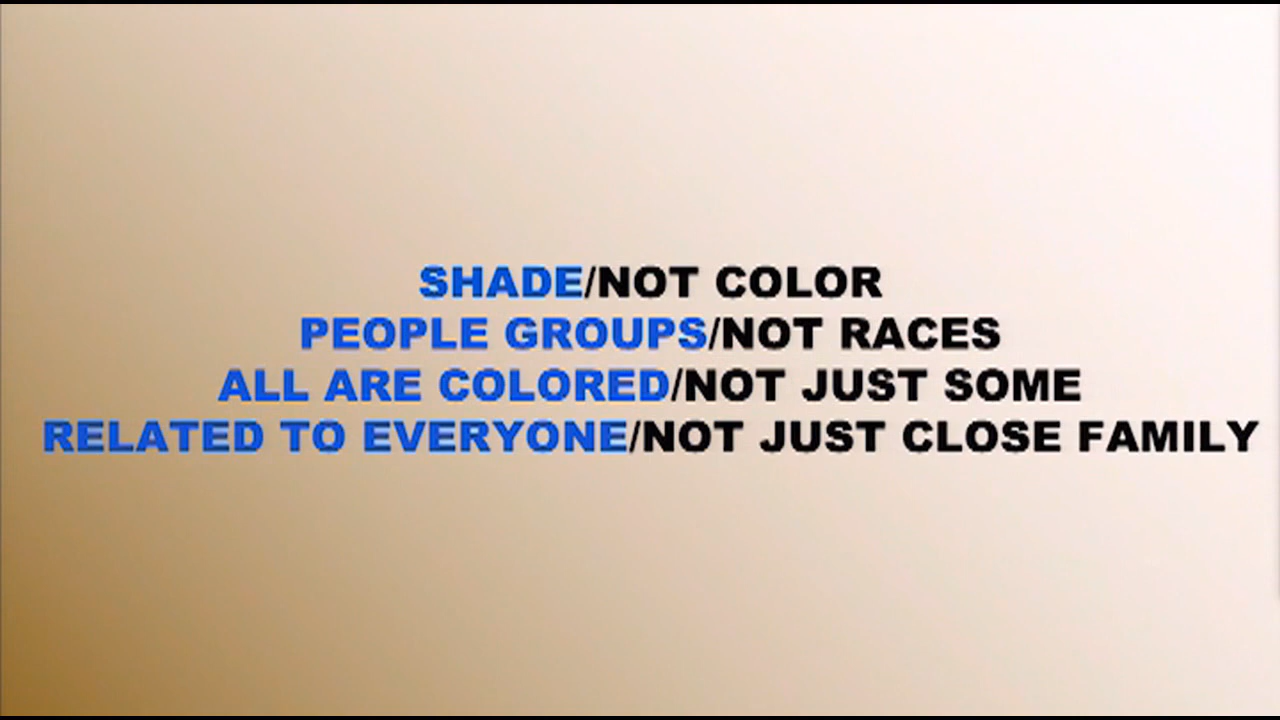 SHADE/NOT COLOR
PEOPLE GROUPS/NOT RACES
ALL ARE COLORED/NOT JUST SOME
RELATED TO EVERYONE/NOT JUST CLOSE FAMILY